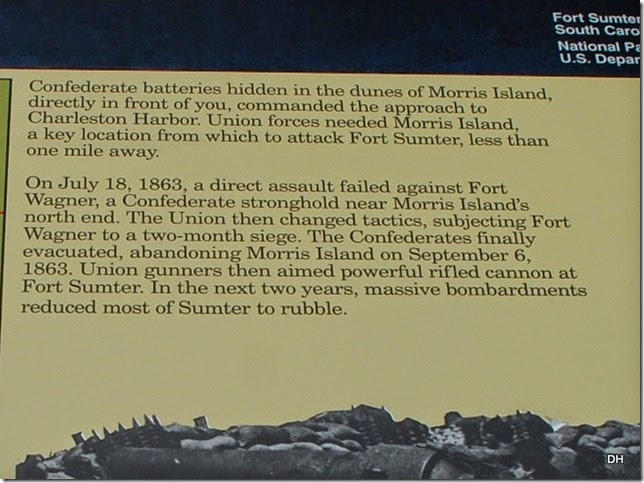 Fort Sumter
South Caro
National Pa
U.S. Depar
Confederate batteries hidden in the dunes of Morris Island,
directly in front of you, commanded the approach to
Charleston Harbor. Union forces needed Morris Island,
a key location from which to attack Fort Sumter, less than
one mile away.
On July 18, 1863, a direct assault failed against Fort
Wagner, a Confederate stronghold near Morris Island's
north end. The Union then changed tactics, subjecting Fort
Wagner to a two-month siege. The Confederates finally
evacuated, abandoning Morris Island on September 6,
1863. Union gunners then aimed powerful rifled cannon at
Fort Sumter. In the next two years, massive bombardments
reduced most of Sumter to rubble.
DH